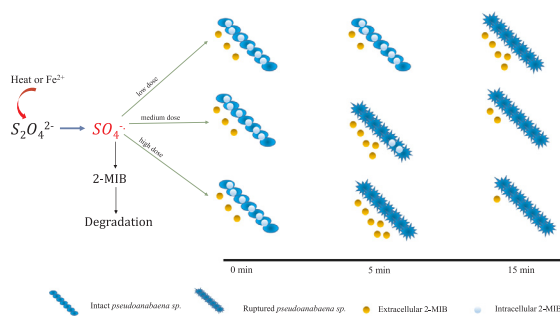 Heat or Fe²⁺
S₂O₄²⁻
SO₄⁻·
low dose
medium dose
high dose
2-MIB
Degradation
0 min
5 min
15 min
Intact pseudoanabaena sp.
Ruptured pseudoanabaena sp.
Extracellular 2-MIB
Intracellular 2-MIB